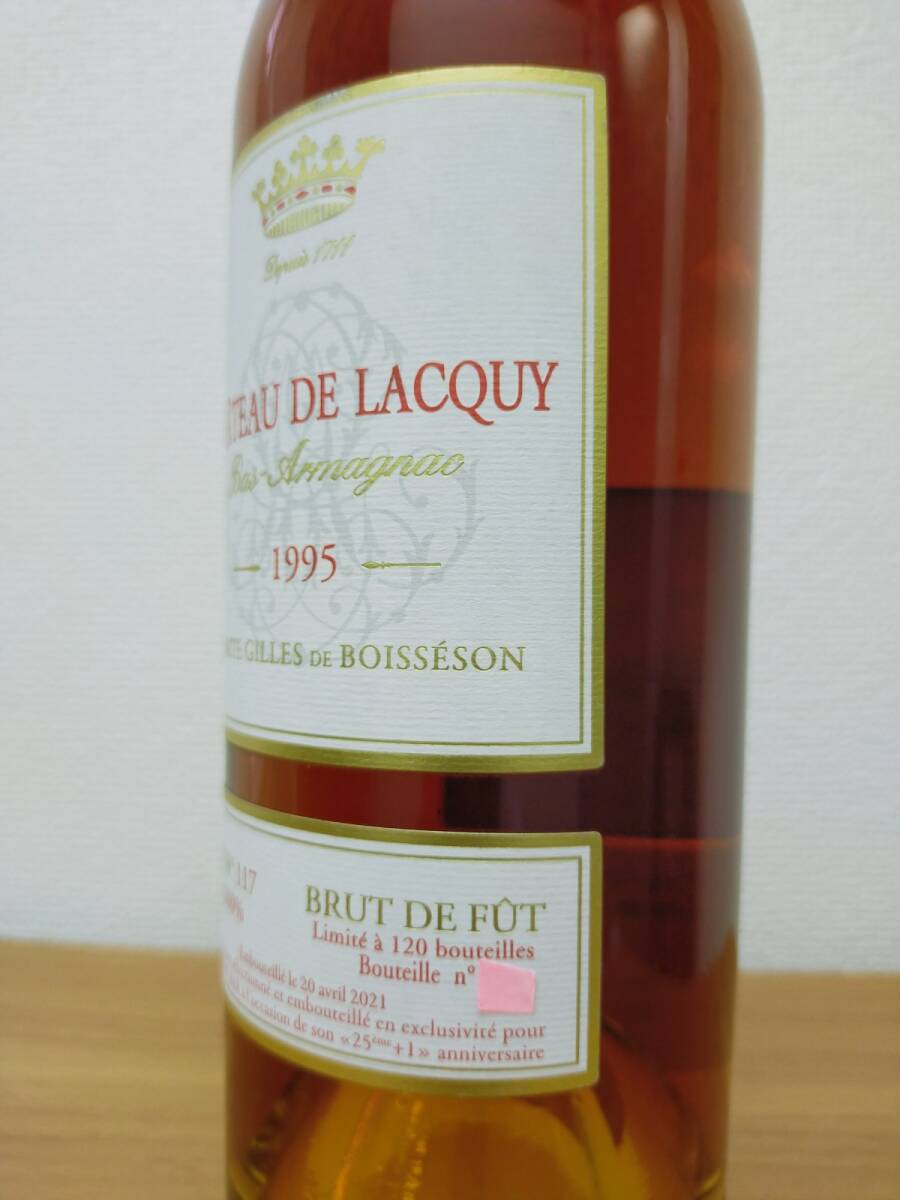 Depuis 1711
TEAU DE LACQUY
Bas-Armagnac
1995
GILLES DE BOISSÉSON
N° 117
BRUT DE FÛT
Limité à 120 bouteilles
Bouteille n°
Embouteillé le 20 avril 2021
et embouteillé en exclusivité pour
l'occasion de son «25ème+1» anniversaire